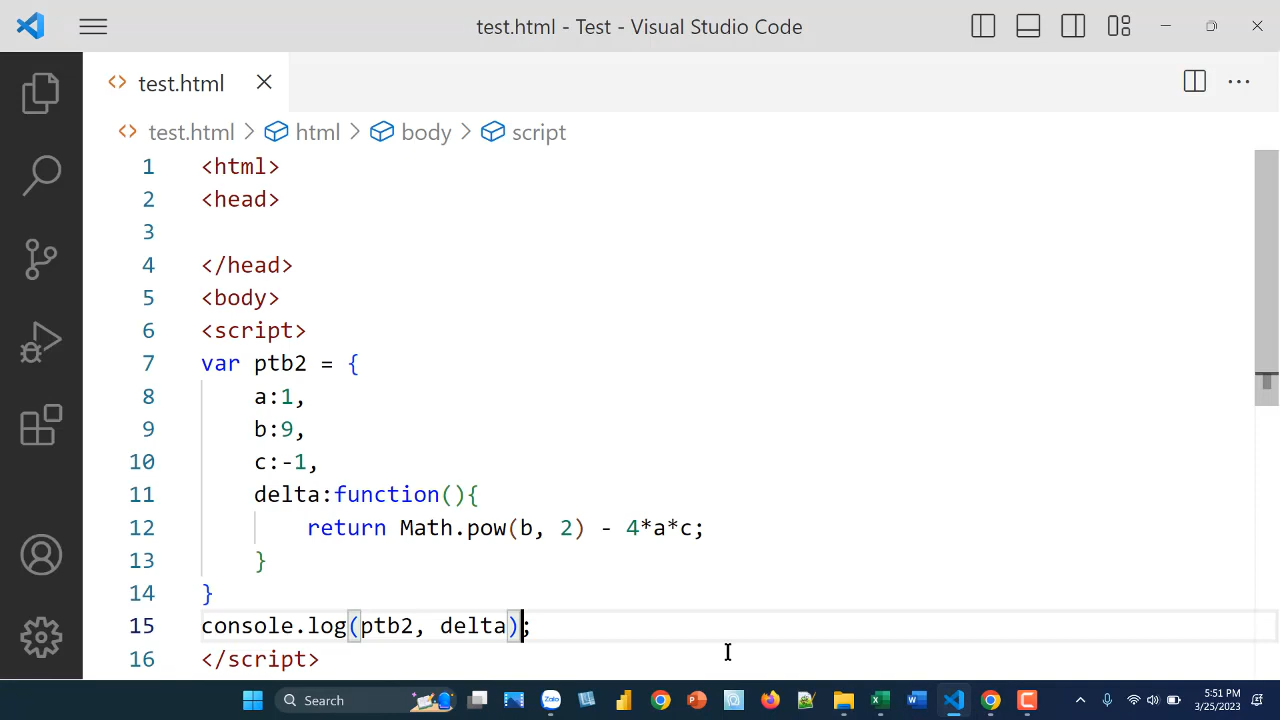 test.html - Test - Visual Studio Code
test.html
test.html > html > body > script
1 <html>
2 <head>
3
4 </head>
5 <body>
6 <script>
7 var ptb2 = {
8 a:1,
9 b:9,
10 c:-1,
11 delta:function(){
12 return Math.pow(b, 2) - 4*a*c;
13 }
14 }
15 console.log(ptb2, delta);
16 </script>
Search
Zalo
5:51 PM
3/25/2023